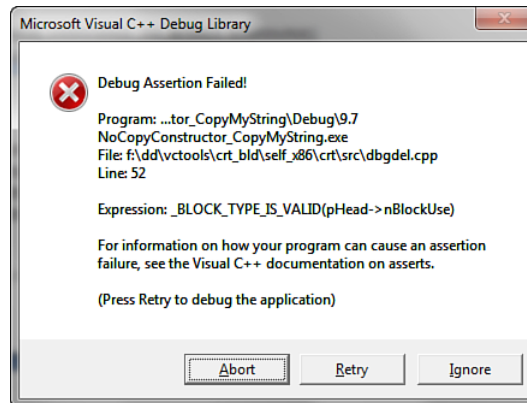 Microsoft Visual C++ Debug Library
Debug Assertion Failed!
Program: ...tor_CopyMyString\Debug\9.7
NoCopyConstructor_CopyMyString.exe
File: f:\dd\vctools\crt_bld\self_x86\crt\src\dbgdel.cpp
Line: 52
Expression: _BLOCK_TYPE_IS_VALID(pHead->nBlockUse)
For information on how your program can cause an assertion
failure, see the Visual C++ documentation on asserts.
(Press Retry to debug the application)
Abort Retry Ignore